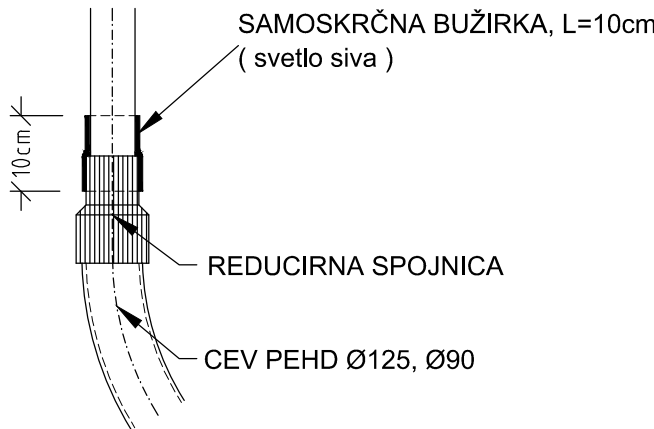 SAMOSKRČNA BUŽIRKA, L=10cm
( svetlo siva )
10cm
REDUCIRNA SPOJNICA
CEV PEHD Ø125, Ø90